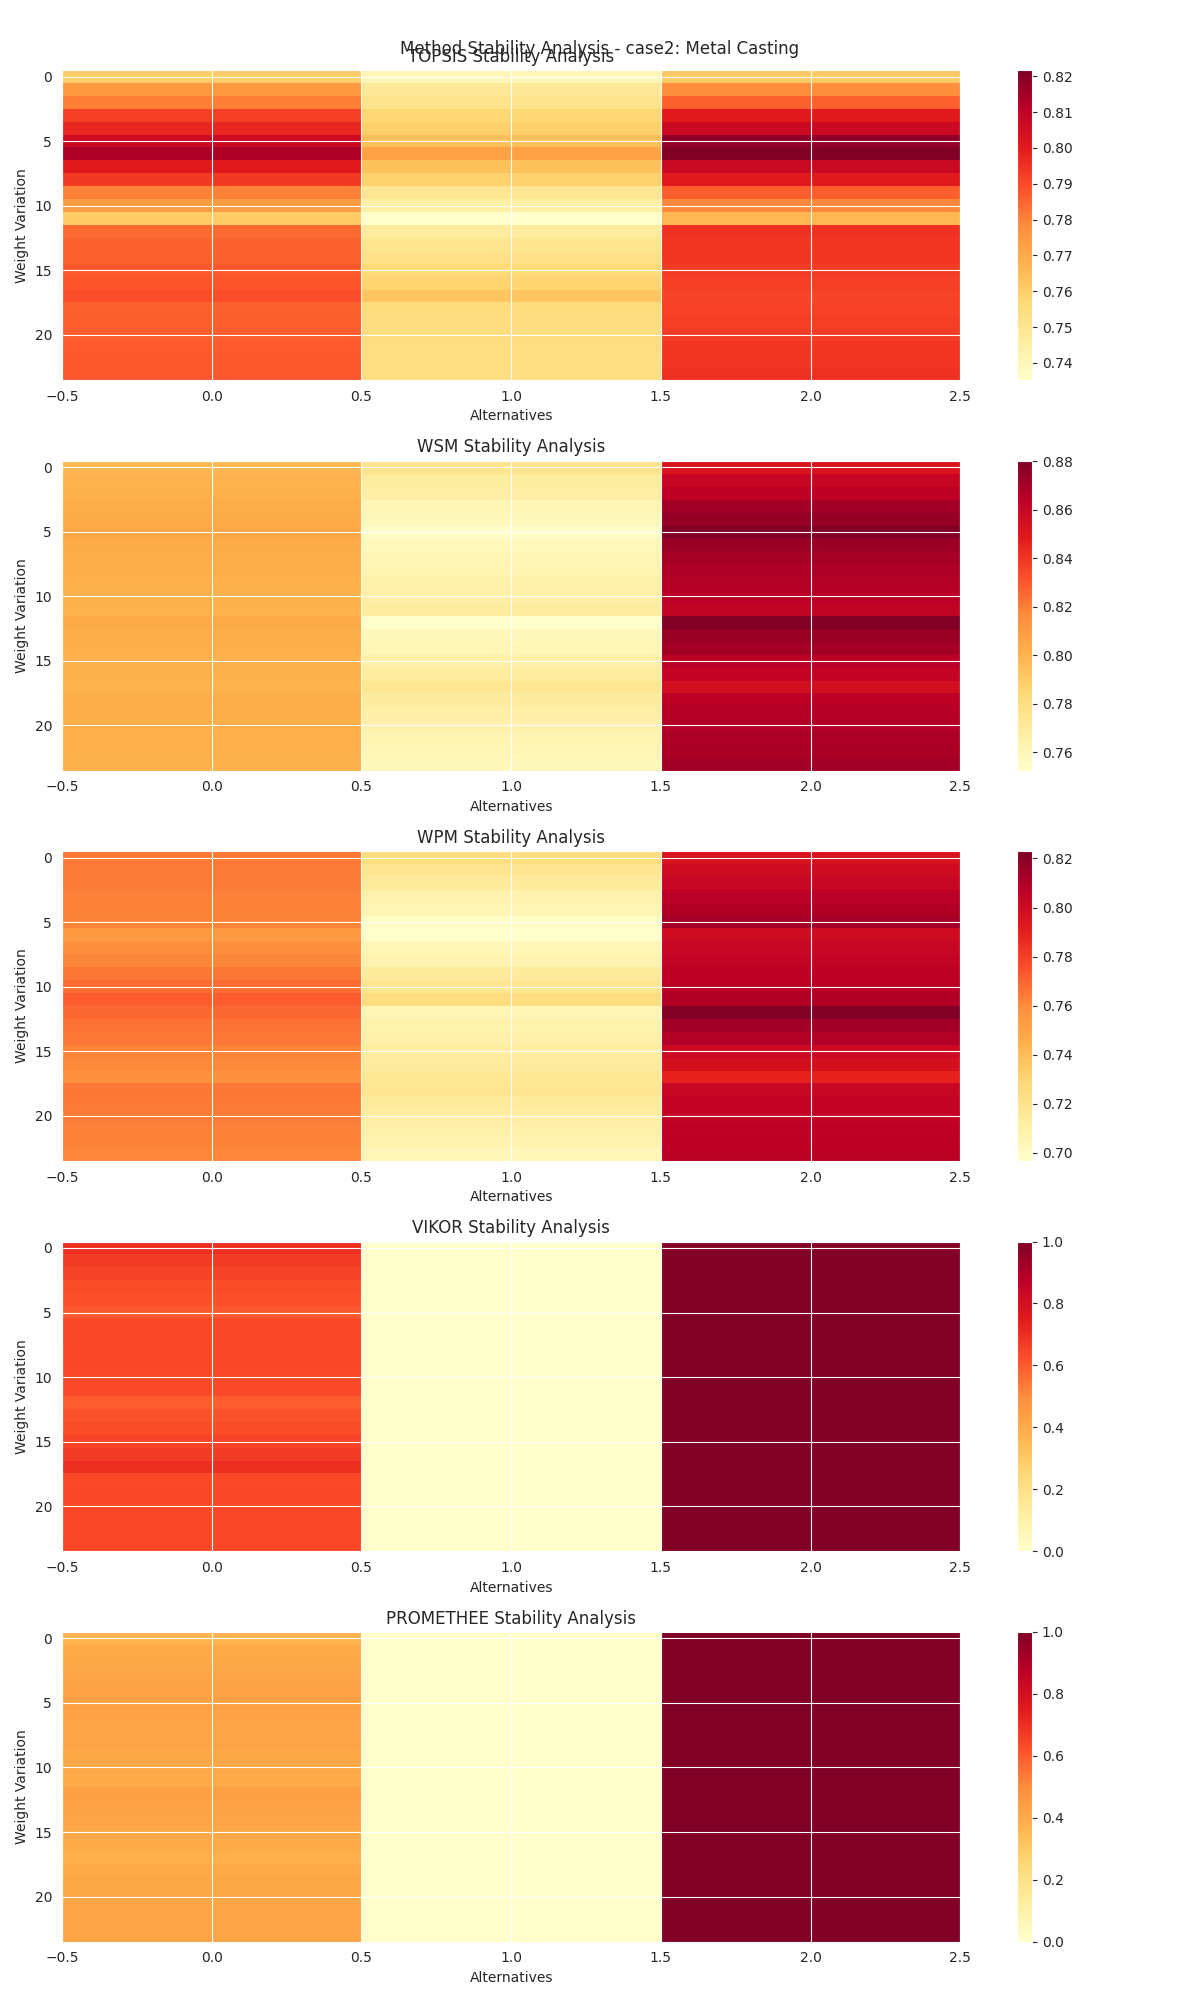 Method Stability Analysis - case2: Metal Casting
TOPSIS Stability Analysis
Weight Variation
0
5
10
15
20
−0.5 0.0 0.5 1.0 1.5 2.0 2.5
Alternatives
0.82
0.81
0.80
0.79
0.78
0.77
0.76
0.75
0.74
WSM Stability Analysis
Weight Variation
0
5
10
15
20
−0.5 0.0 0.5 1.0 1.5 2.0 2.5
Alternatives
0.88
0.86
0.84
0.82
0.80
0.78
0.76
WPM Stability Analysis
Weight Variation
0
5
10
15
20
−0.5 0.0 0.5 1.0 1.5 2.0 2.5
Alternatives
0.82
0.80
0.78
0.76
0.74
0.72
0.70
VIKOR Stability Analysis
Weight Variation
0
5
10
15
20
−0.5 0.0 0.5 1.0 1.5 2.0 2.5
Alternatives
1.0
0.8
0.6
0.4
0.2
0.0
PROMETHEE Stability Analysis
Weight Variation
0
5
10
15
20
−0.5 0.0 0.5 1.0 1.5 2.0 2.5
Alternatives
1.0
0.8
0.6
0.4
0.2
0.0